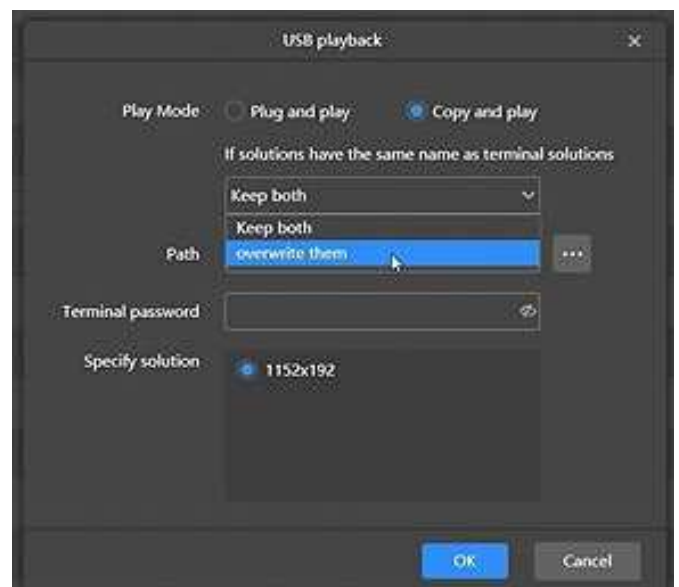 USB playback
Play Mode Plug and play Copy and play
If solutions have the same name as terminal solutions
Keep both
Keep both
Path overwrite them
Terminal password
Specify solution 1152x192
OK Cancel